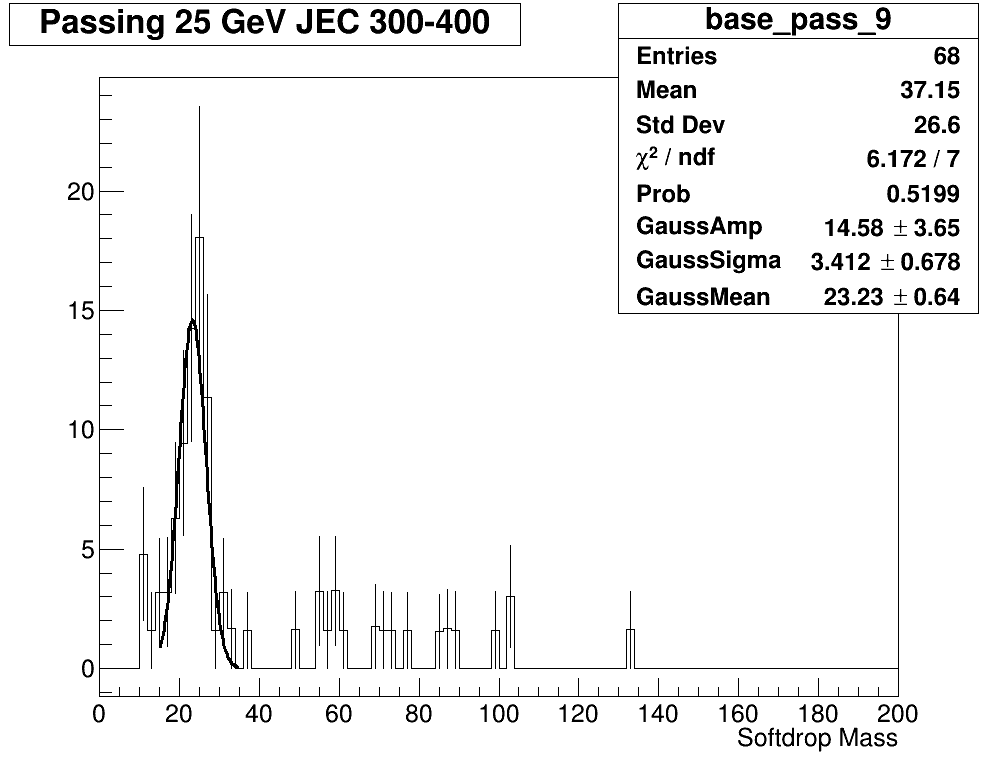 Passing 25 GeV JEC 300-400
base_pass_9
Entries 68
Mean 37.15
Std Dev 26.6
χ² / ndf 6.172 / 7
Prob 0.5199
GaussAmp 14.58 ± 3.65
GaussSigma 3.412 ± 0.678
GaussMean 23.23 ± 0.64
20
15
10
5
0
0 20 40 60 80 100 120 140 160 180 200
Softdrop Mass